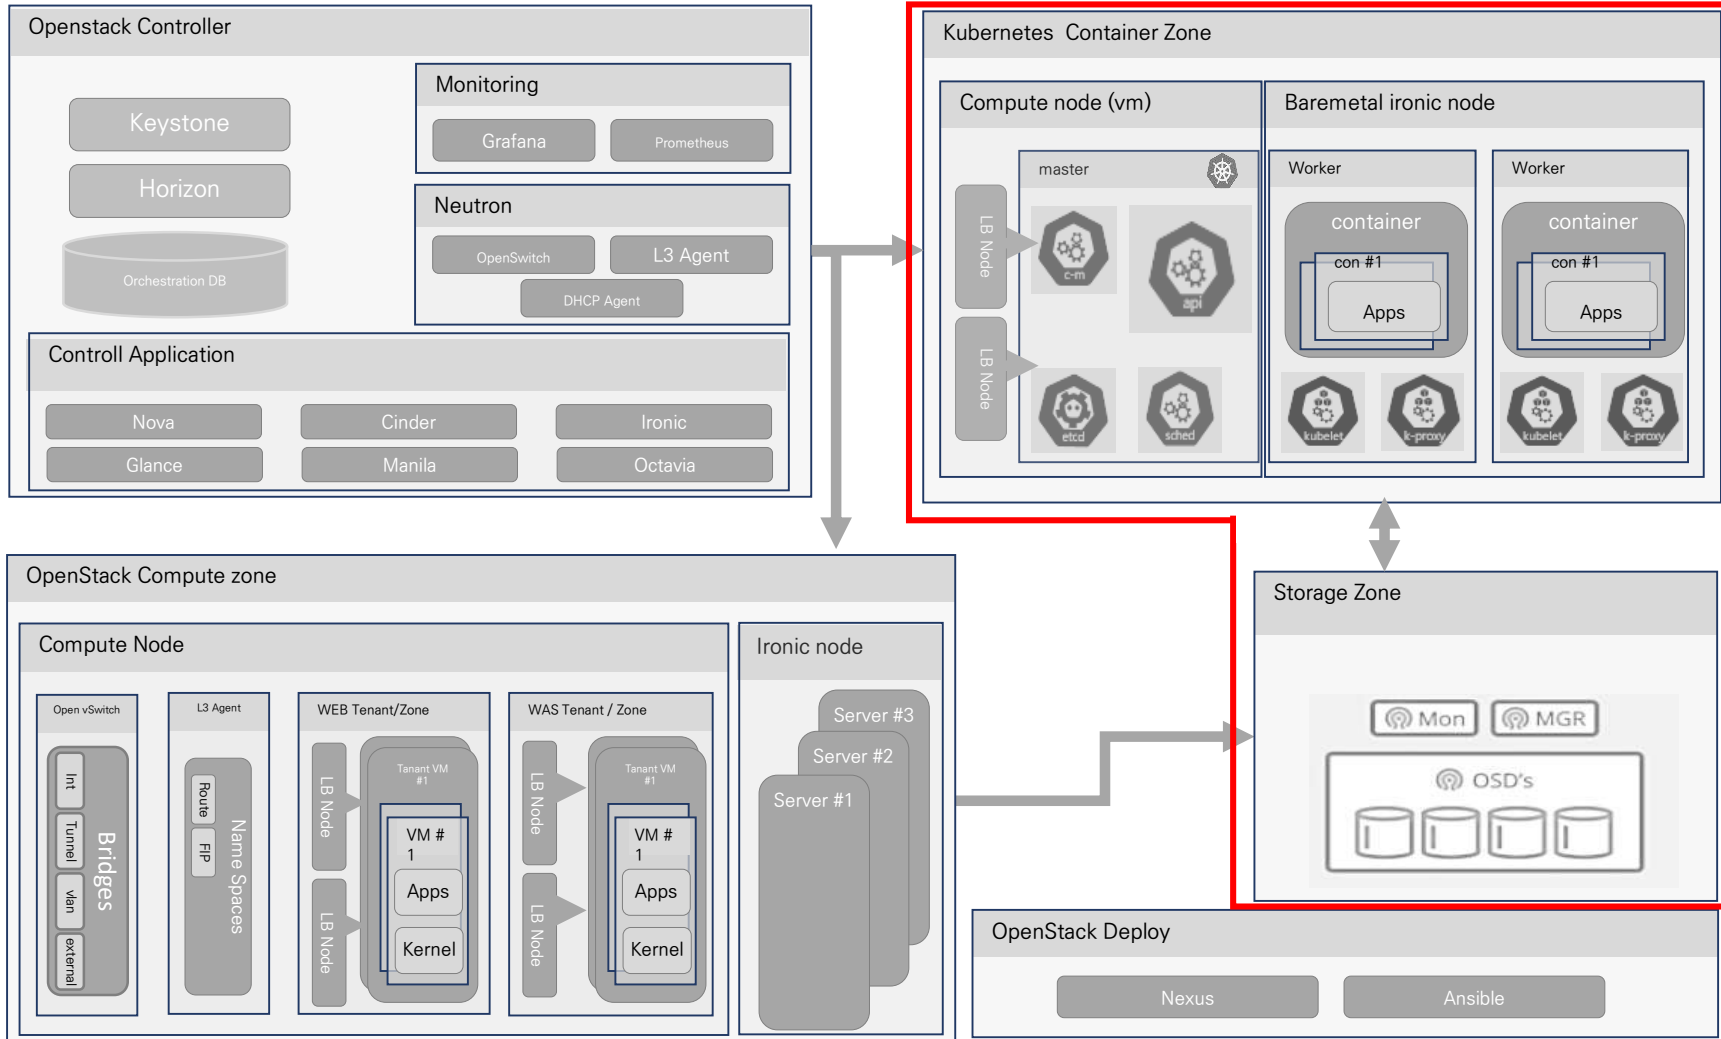 Openstack Controller
Keystone
Horizon
Orchestration DB
Monitoring
Grafana
Prometheus
Neutron
OpenSwitch
L3 Agent
DHCP Agent
Controll Application
Nova
Cinder
Ironic
Glance
Manila
Octavia
Kubernetes Container Zone
Compute node (vm)
LB Node
LB Node
master
c-m
api
etcd
sched
Baremetal ironic node
Worker
container
con #1
Apps
kubelet
k-proxy
Worker
container
con #1
Apps
kubelet
k-proxy
OpenStack Compute zone
Compute Node
Open vSwitch
Int
Tunnel
vlan
external
Bridges
L3 Agent
Route
FIP
Name Spaces
WEB Tenant/Zone
LB Node
LB Node
Tanant VM
#1
VM #
1
Apps
Kernel
WAS Tenant / Zone
LB Node
LB Node
Tanant VM
#1
VM #
1
Apps
Kernel
Ironic node
Server #3
Server #2
Server #1
Storage Zone
Mon
MGR
OSD's
OpenStack Deploy
Nexus
Ansible